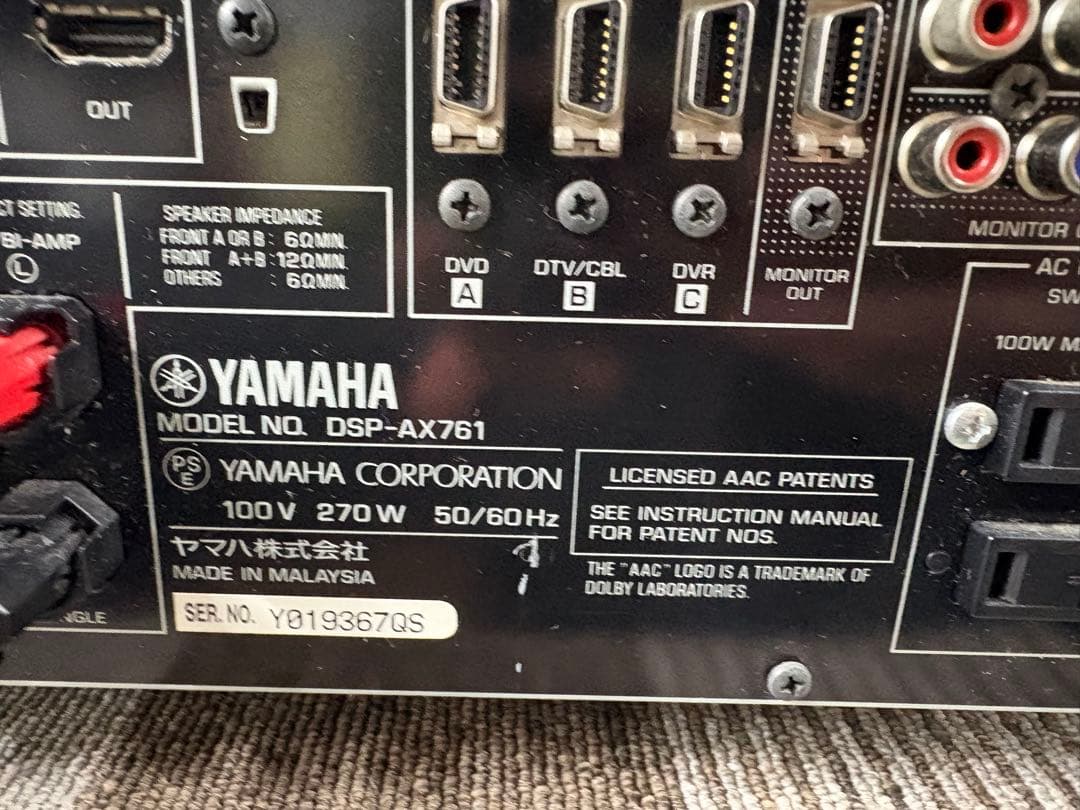 OUT
SPEAKER IMPEDANCE
FRONT A OR B : 6ΩMIN.
FRONT A+B : 12ΩMIN.
OTHERS : 6ΩMIN.
SETTING.
BI-AMP
L
DVD
A
DTV/CBL
B
DVR
C
MONITOR
OUT
MONITOR
AC
100W
YAMAHA
MODEL NO. DSP-AX761
PS
E
YAMAHA CORPORATION
100V 270W 50/60Hz
ヤマハ株式会社
MADE IN MALAYSIA
SER. NO. Y019367QS
LICENSED AAC PATENTS
SEE INSTRUCTION MANUAL
FOR PATENT NOS.
THE "AAC" LOGO IS A TRADEMARK OF
DOLBY LABORATORIES.